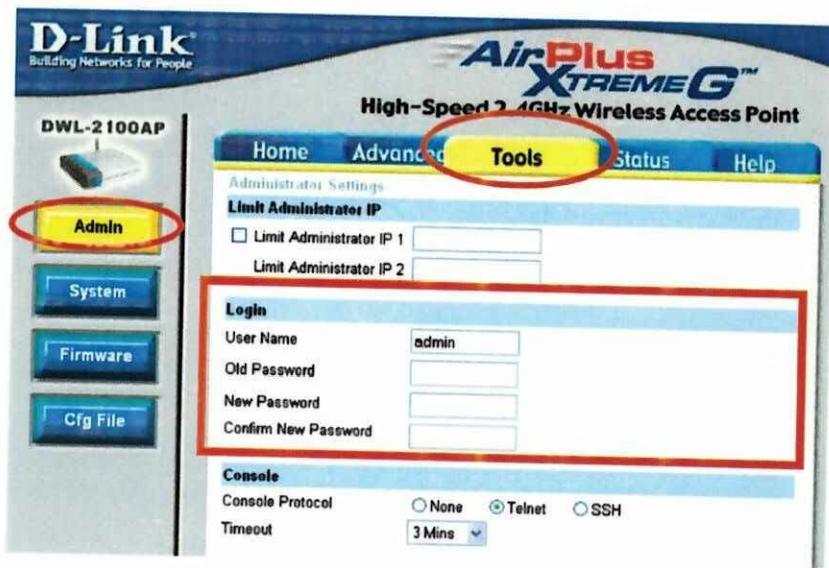 D-Link
Building Networks for People
AirPlus
XTREME G™
High-Speed 2.4GHz Wireless Access Point
DWL-2100AP
Home Advanced Tools Status Help
Administrator Settings
Limit Administrator IP
Admin
Limit Administrator IP 1
Limit Administrator IP 2
System
Login
User Name admin
Firmware
Old Password
New Password
Cfg File
Confirm New Password
Console
Console Protocol None Telnet SSH
Timeout 3 Mins